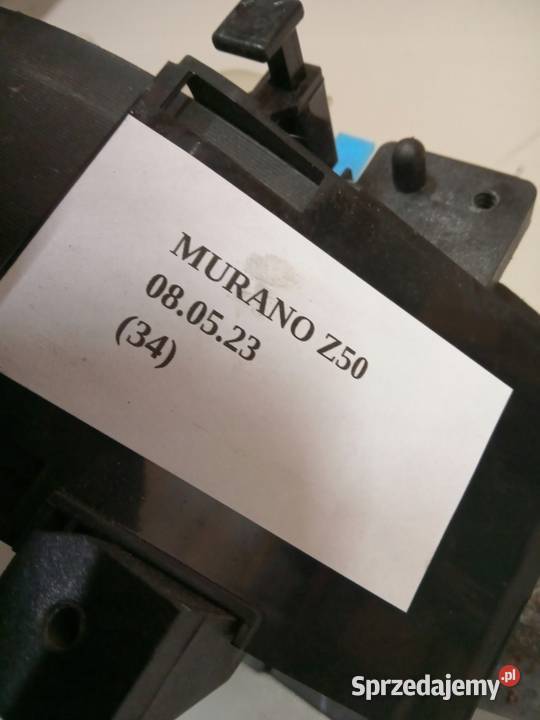 MURANO Z50
08.05.23
(34)
Sprzedajemy.pl